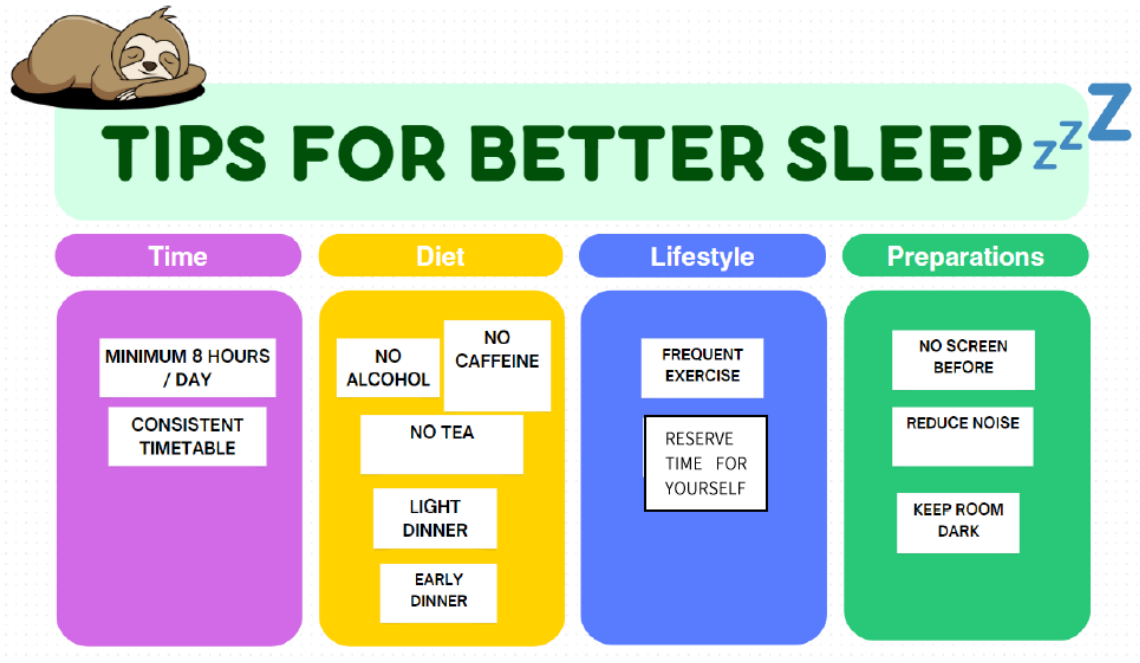 TIPS FOR BETTER SLEEP zzZ
Time
MINIMUM 8 HOURS
/ DAY
CONSISTENT
TIMETABLE
Diet
NO
ALCOHOL
NO
CAFFEINE
NO TEA
LIGHT
DINNER
EARLY
DINNER
Lifestyle
FREQUENT
EXERCISE
RESERVE
TIME FOR
YOURSELF
Preparations
NO SCREEN
BEFORE
REDUCE NOISE
KEEP ROOM
DARK